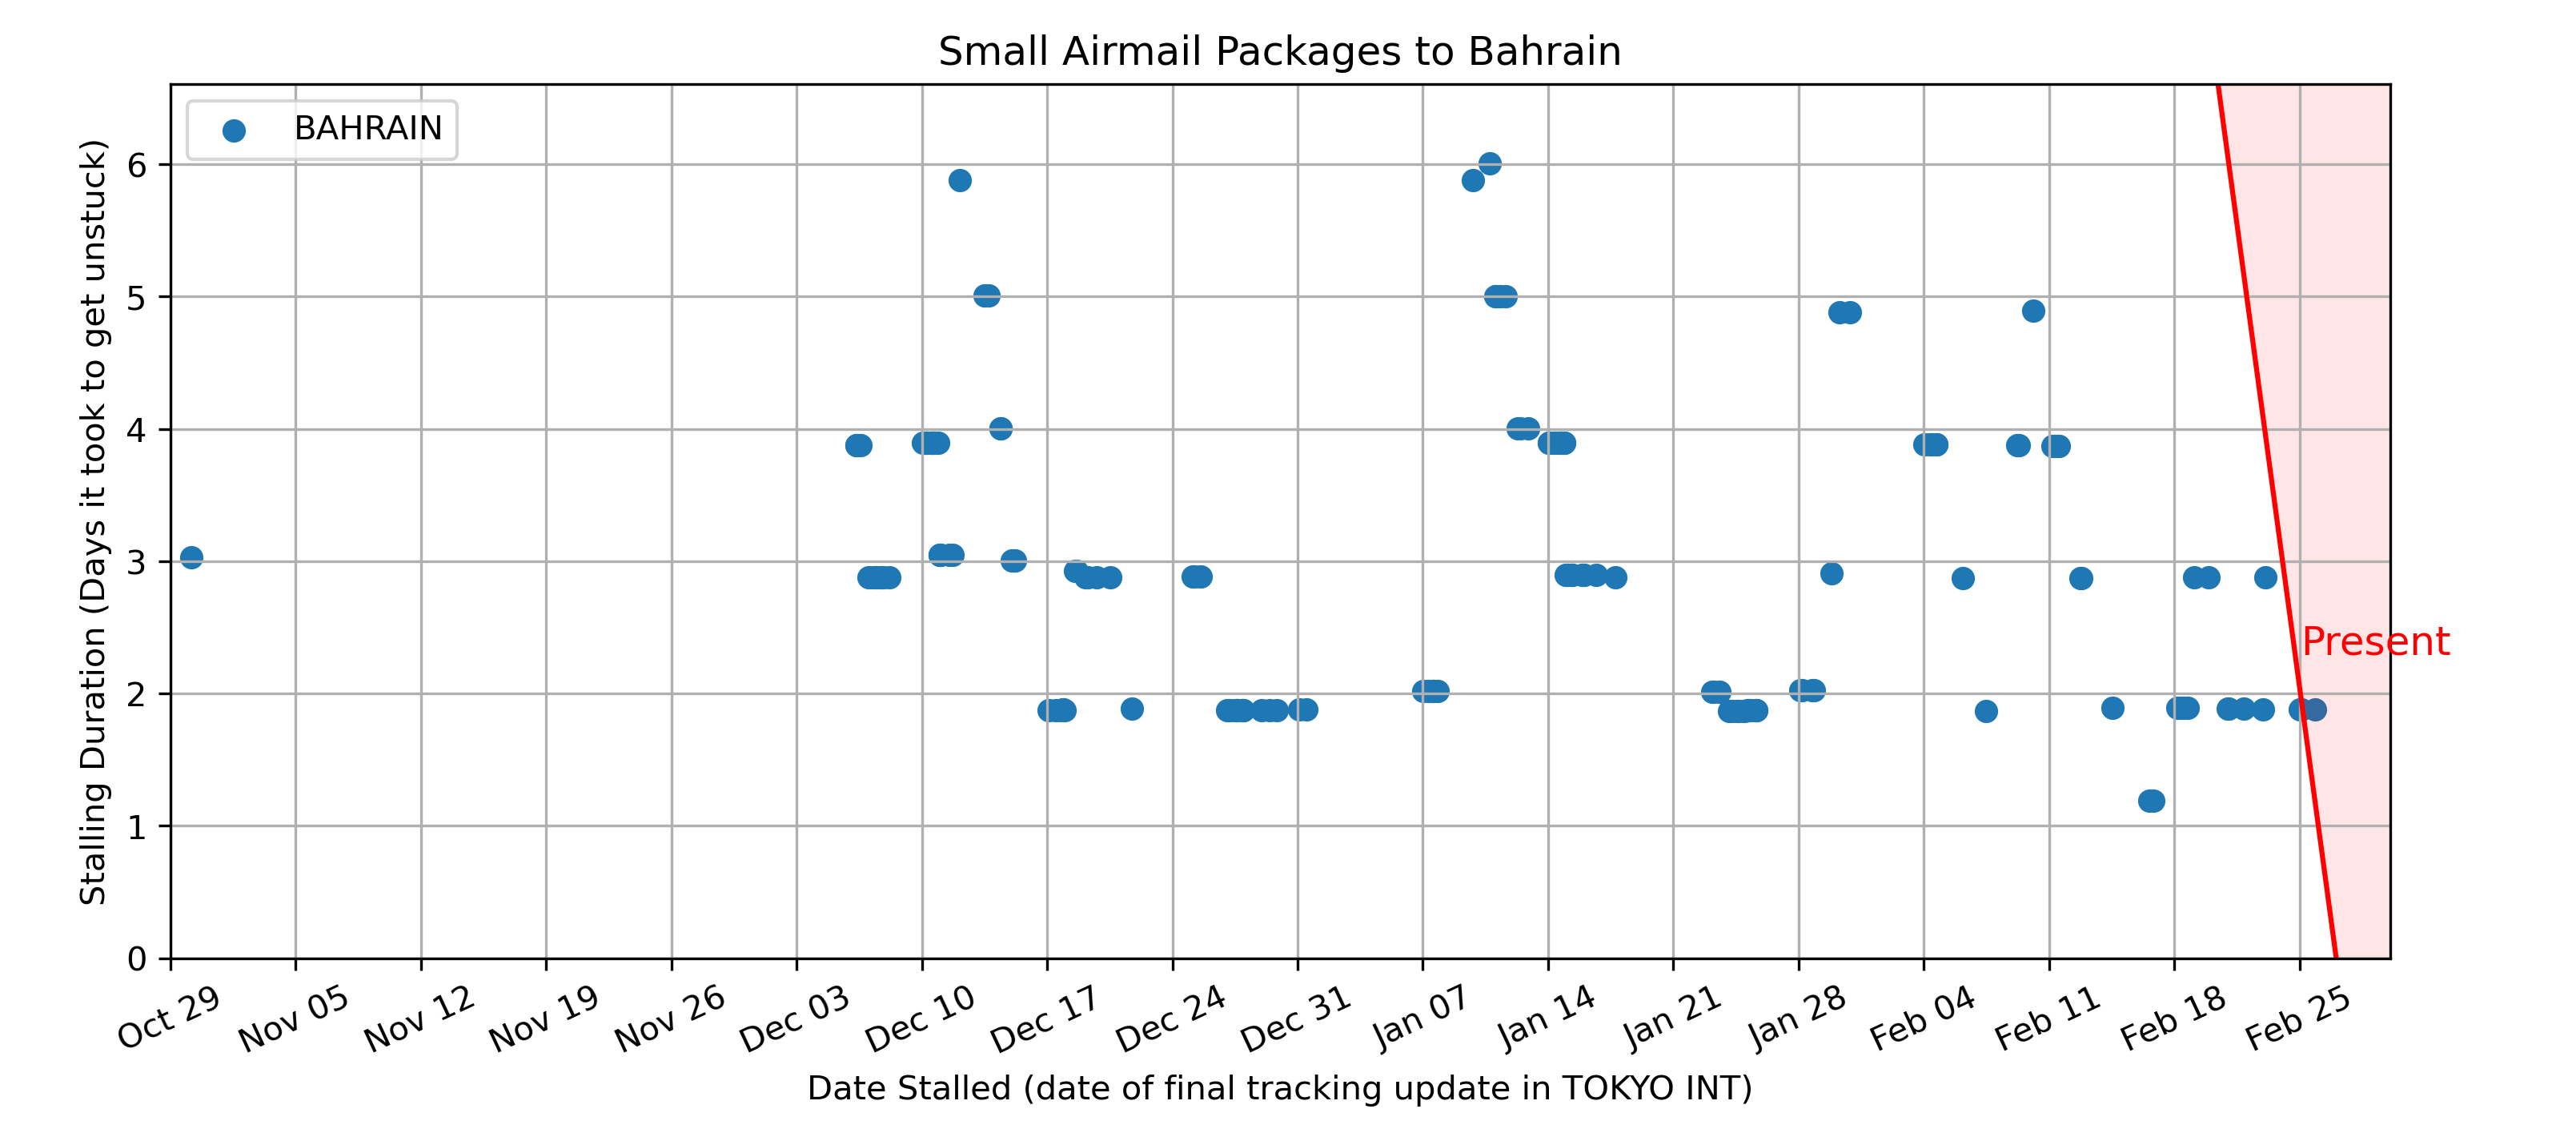 Small Airmail Packages to Bahrain
BAHRAIN
Stalling Duration (Days it took to get unstuck)
6
5
4
3
2
1
0
Present
Oct 29
Nov 05
Nov 12
Nov 19
Nov 26
Dec 03
Dec 10
Dec 17
Dec 24
Dec 31
Jan 07
Jan 14
Jan 21
Jan 28
Feb 04
Feb 11
Feb 18
Feb 25
Date Stalled (date of final tracking update in TOKYO INT)